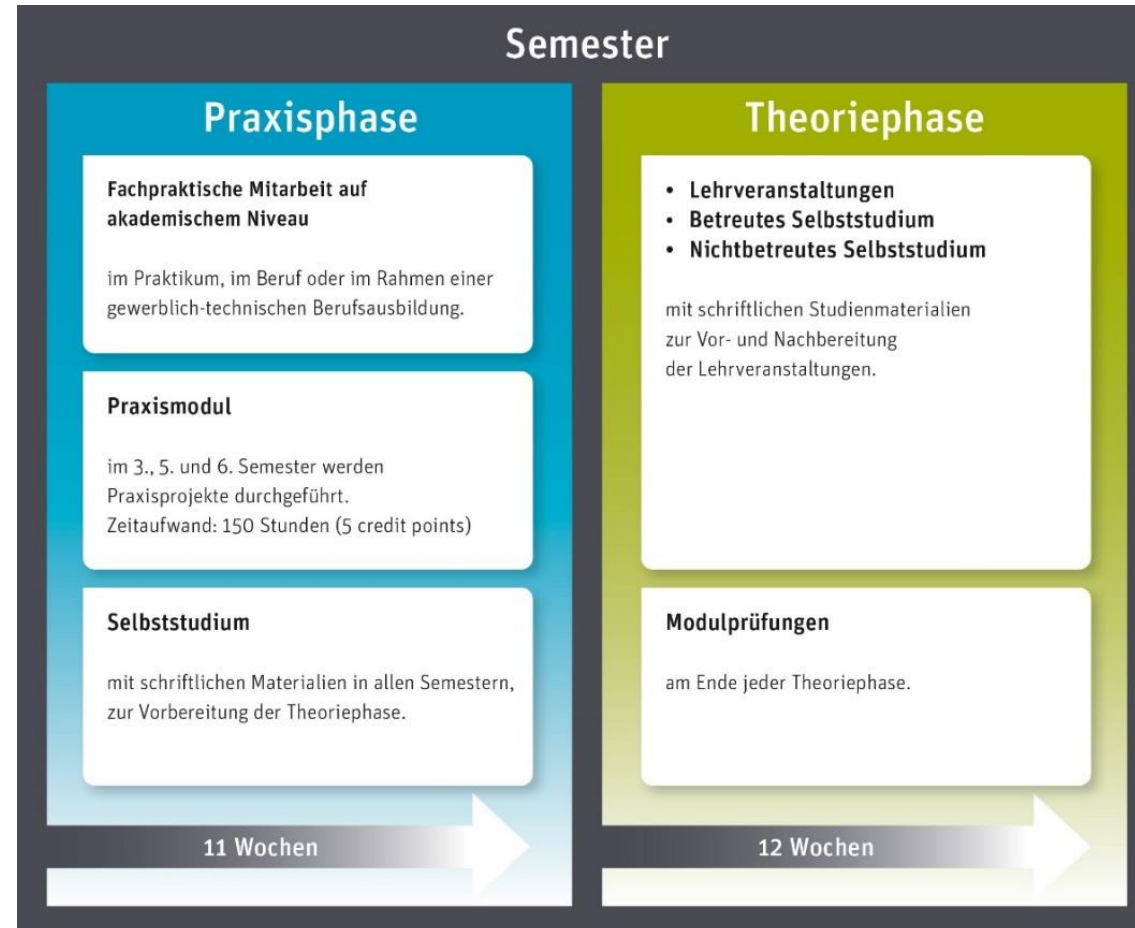 Semester
Praxisphase
Fachpraktische Mitarbeit auf
akademischem Niveau
im Praktikum, im Beruf oder im Rahmen einer
gewerblich-technischen Berufsausbildung.
Praxismodul
im 3., 5. und 6. Semester werden
Praxisprojekte durchgeführt.
Zeitaufwand: 150 Stunden (5 credit points)
Selbststudium
mit schriftlichen Materialien in allen Semestern,
zur Vorbereitung der Theoriephase.
11 Wochen
Theoriephase
• Lehrveranstaltungen
• Betreutes Selbststudium
• Nichtbetreutes Selbststudium
mit schriftlichen Studienmaterialien
zur Vor- und Nachbereitung
der Lehrveranstaltungen.
Modulprüfungen
am Ende jeder Theoriephase.
12 Wochen